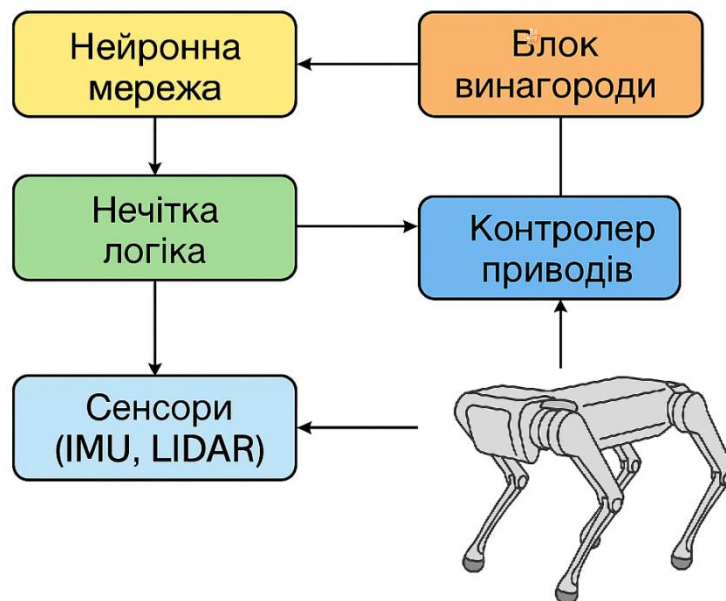 Нейронна
мережа
Блок
винагороди
Нечітка
логіка
Контролер
приводів
Сенсори
(IMU, LIDAR)